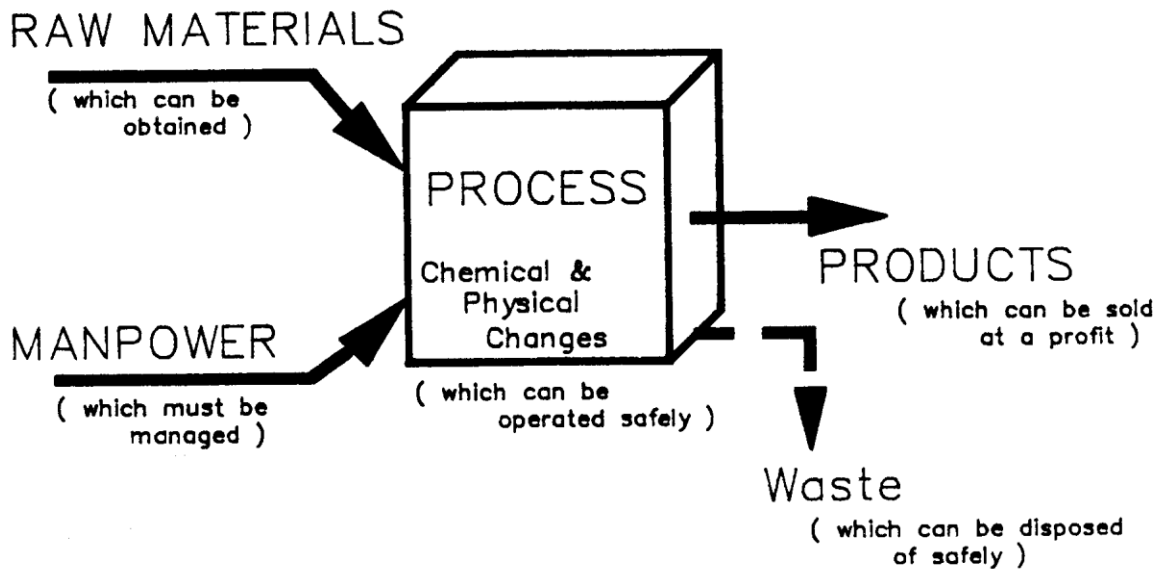 RAW MATERIALS
( which can be
obtained )
MANPOWER
( which must be
managed )
PROCESS
Chemical &
Physical
Changes
( which can be
operated safely )
PRODUCTS
( which can be sold
at a profit )
Waste
( which can be disposed
of safely )